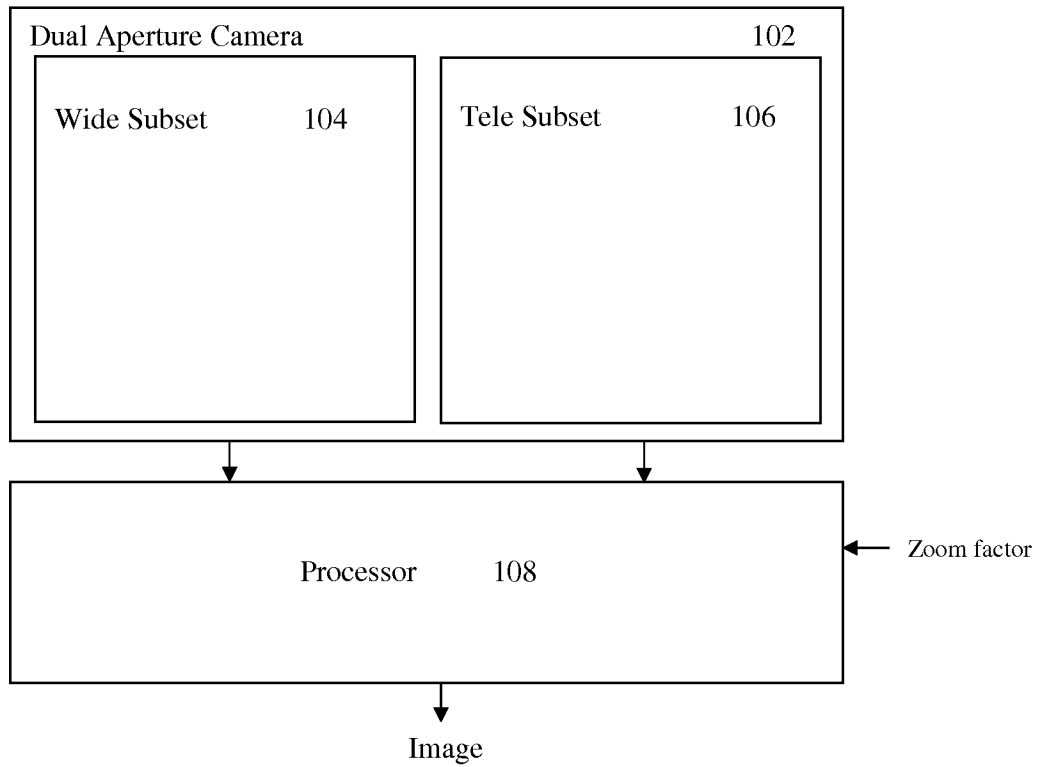 Dual Aperture Camera 102
Wide Subset 104
Tele Subset 106
Processor 108
Zoom factor
Image